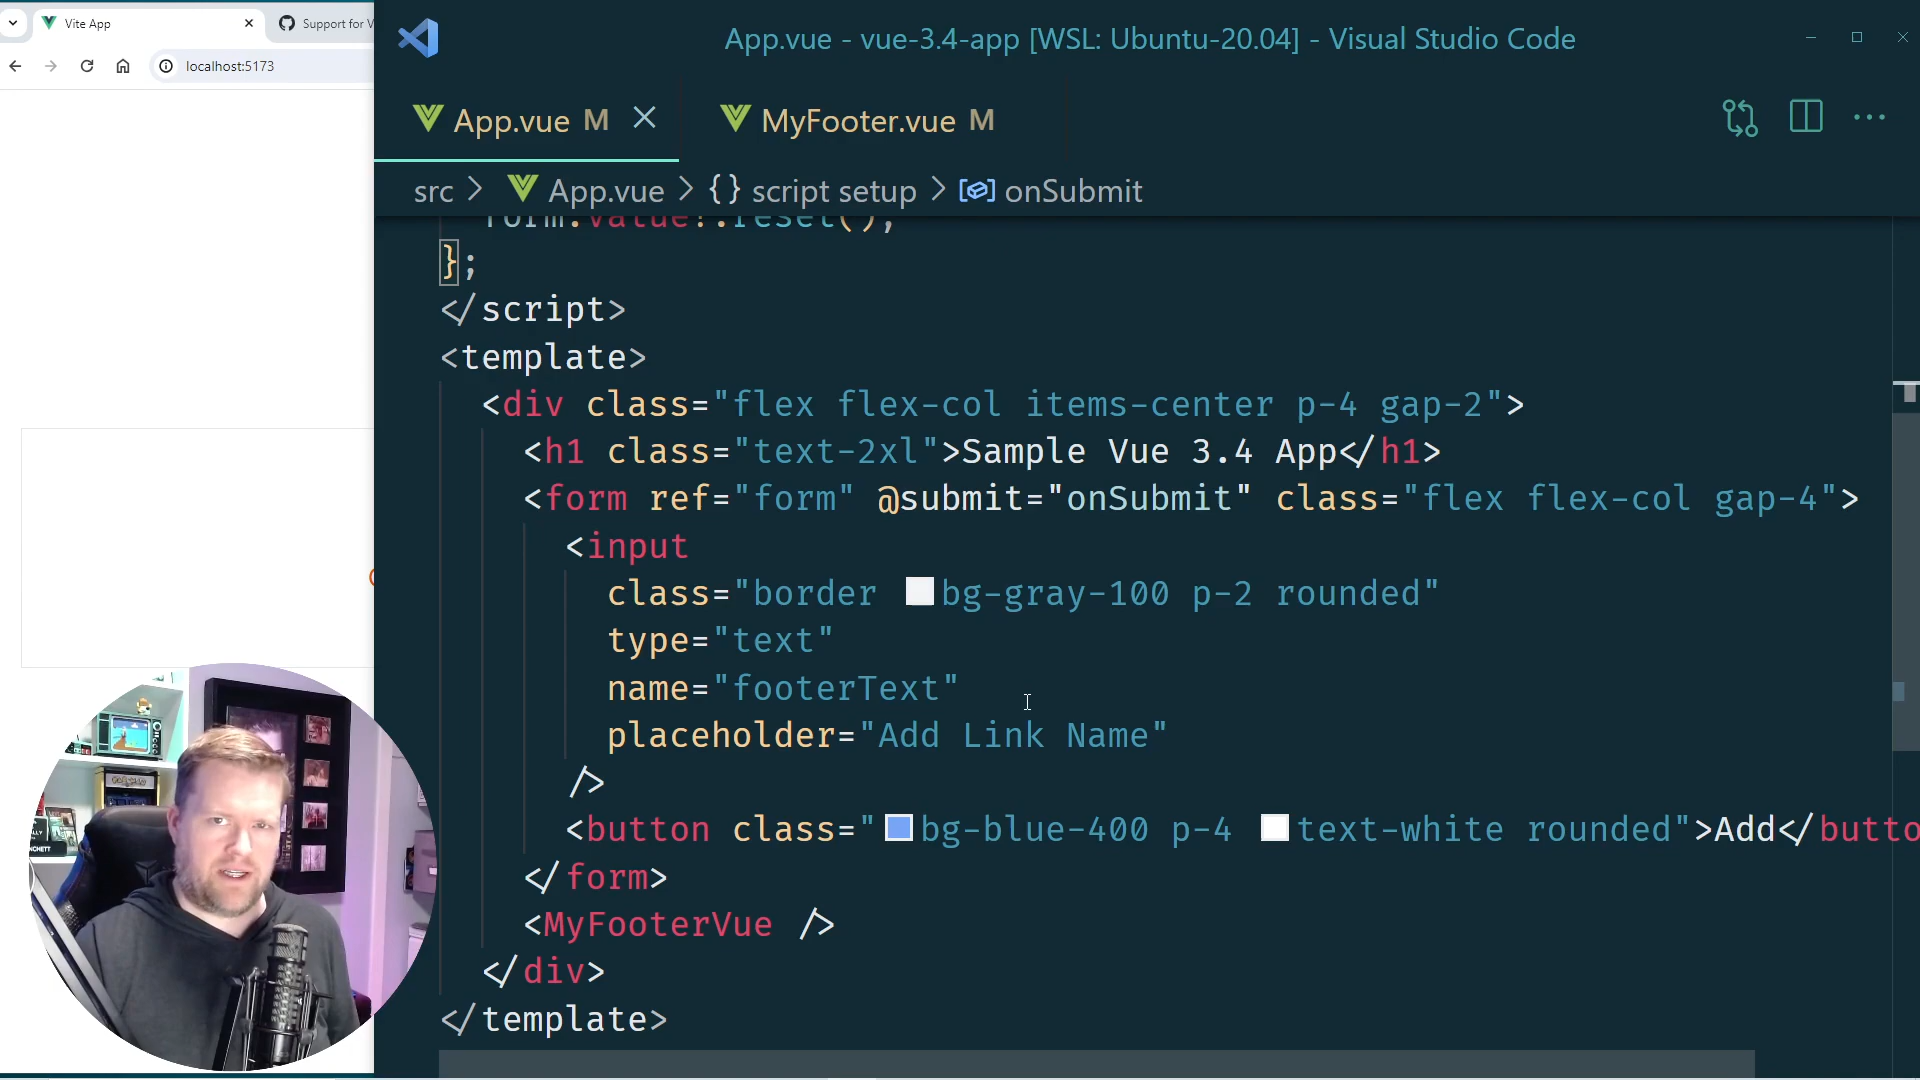 Vite App
Support for V
localhost:5173
App.vue - vue-3.4-app [WSL: Ubuntu-20.04] - Visual Studio Code
App.vue M
MyFooter.vue M
src > App.vue > {} script setup > onSubmit
form.value?.reset();
};
</script>
<template>
<div class="flex flex-col items-center p-4 gap-2">
<h1 class="text-2xl">Sample Vue 3.4 App</h1>
<form ref="form" @submit="onSubmit" class="flex flex-col gap-4">
<input
class="border bg-gray-100 p-2 rounded"
type="text"
name="footerText"
placeholder="Add Link Name"
/>
<button class="bg-blue-400 p-4 text-white rounded">Add</butto
</form>
<MyFooterVue />
</div>
</template>